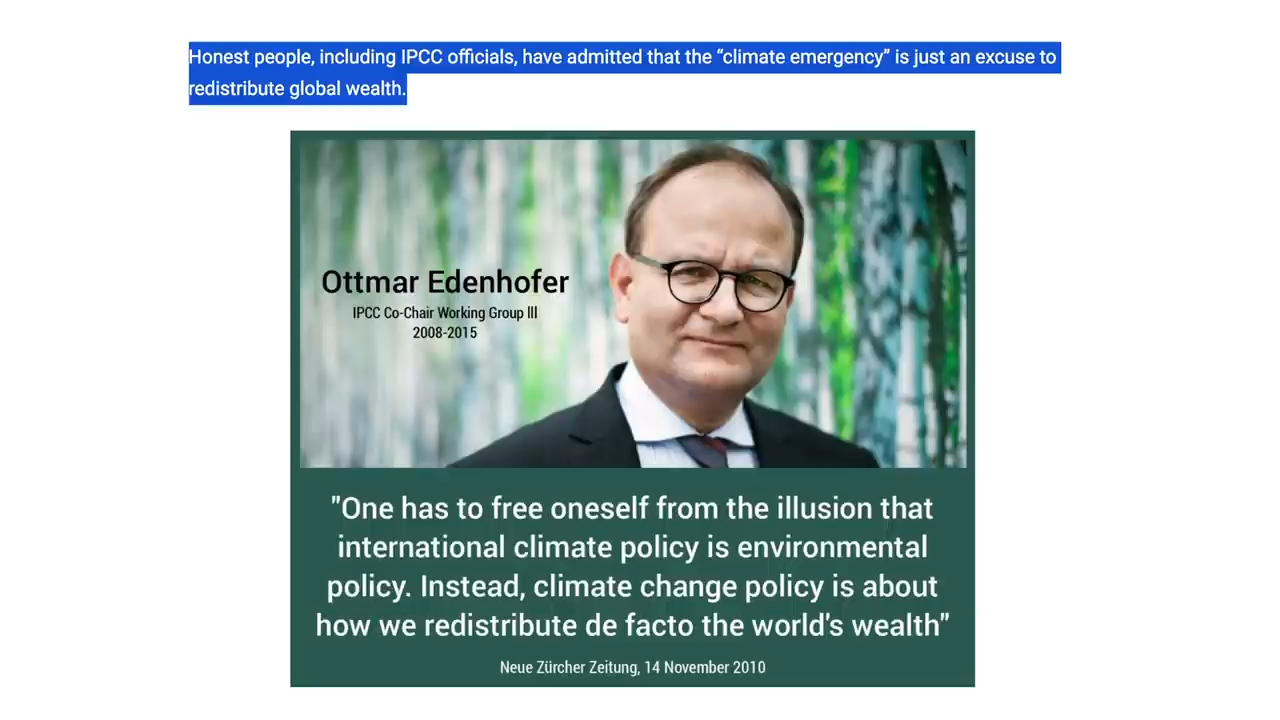 Honest people, including IPCC officials, have admitted that the “climate emergency” is just an excuse to
redistribute global wealth.
Ottmar Edenhofer
IPCC Co-Chair Working Group lll
2008-2015
"One has to free oneself from the illusion that
international climate policy is environmental
policy. Instead, climate change policy is about
how we redistribute de facto the world's wealth"
Neue Zürcher Zeitung, 14 November 2010